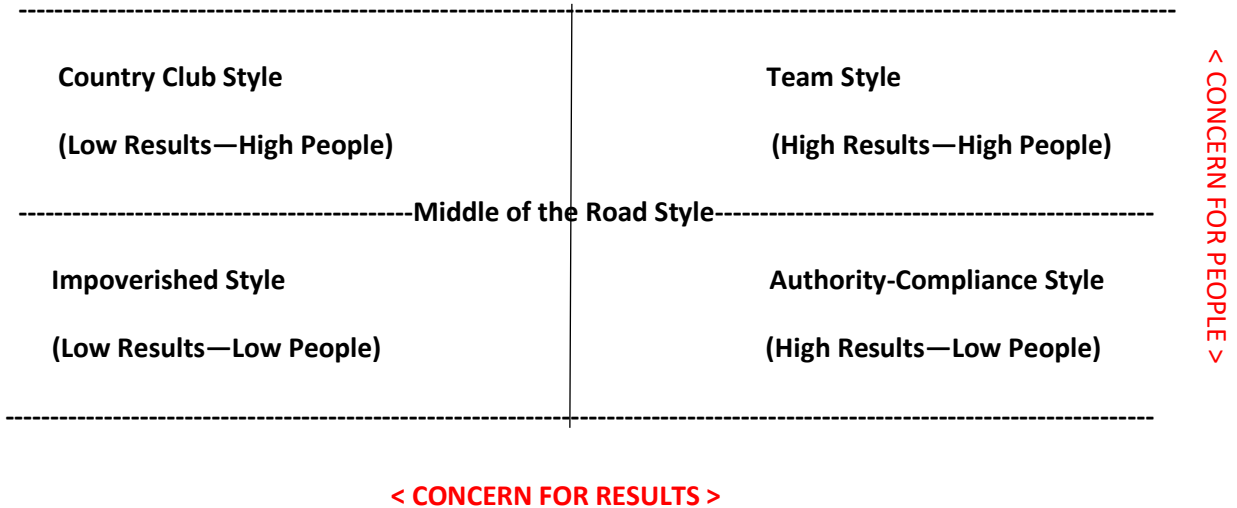 Country Club Style
Team Style
(Low Results—High People)
(High Results—High People)
Middle of the Road Style
Impoverished Style
Authority-Compliance Style
(Low Results—Low People)
(High Results—Low People)
< CONCERN FOR RESULTS >
< CONCERN FOR PEOPLE >